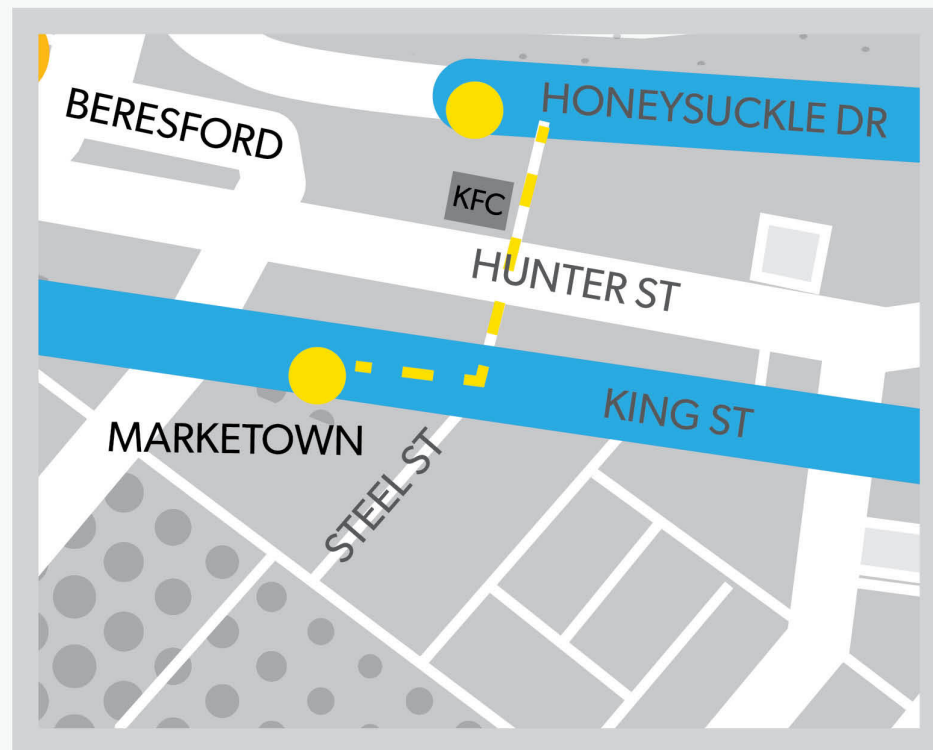 HONEYSUCKLE DR
BERESFORD
KFC
HUNTER ST
KING ST
MARKETOWN
STEEL ST